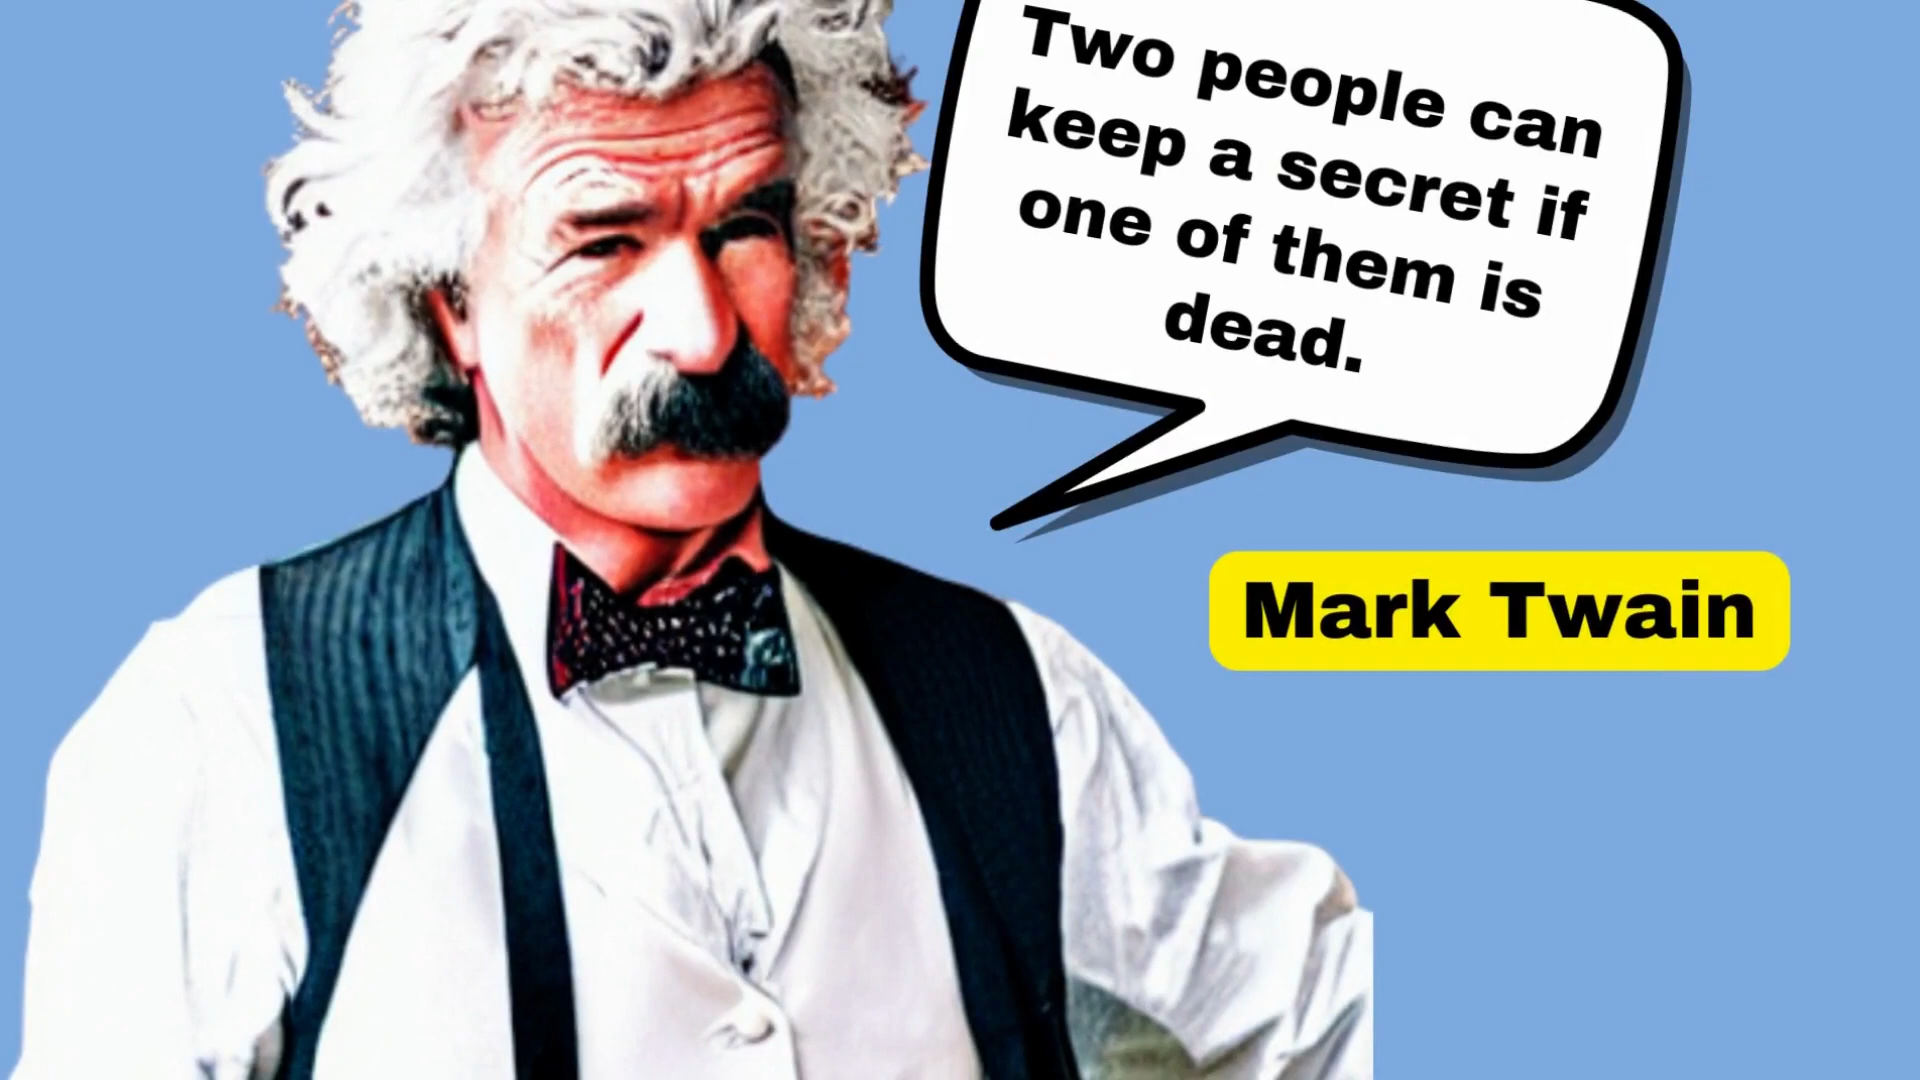 Two people can
keep a secret if
one of them is
dead.
Mark Twain